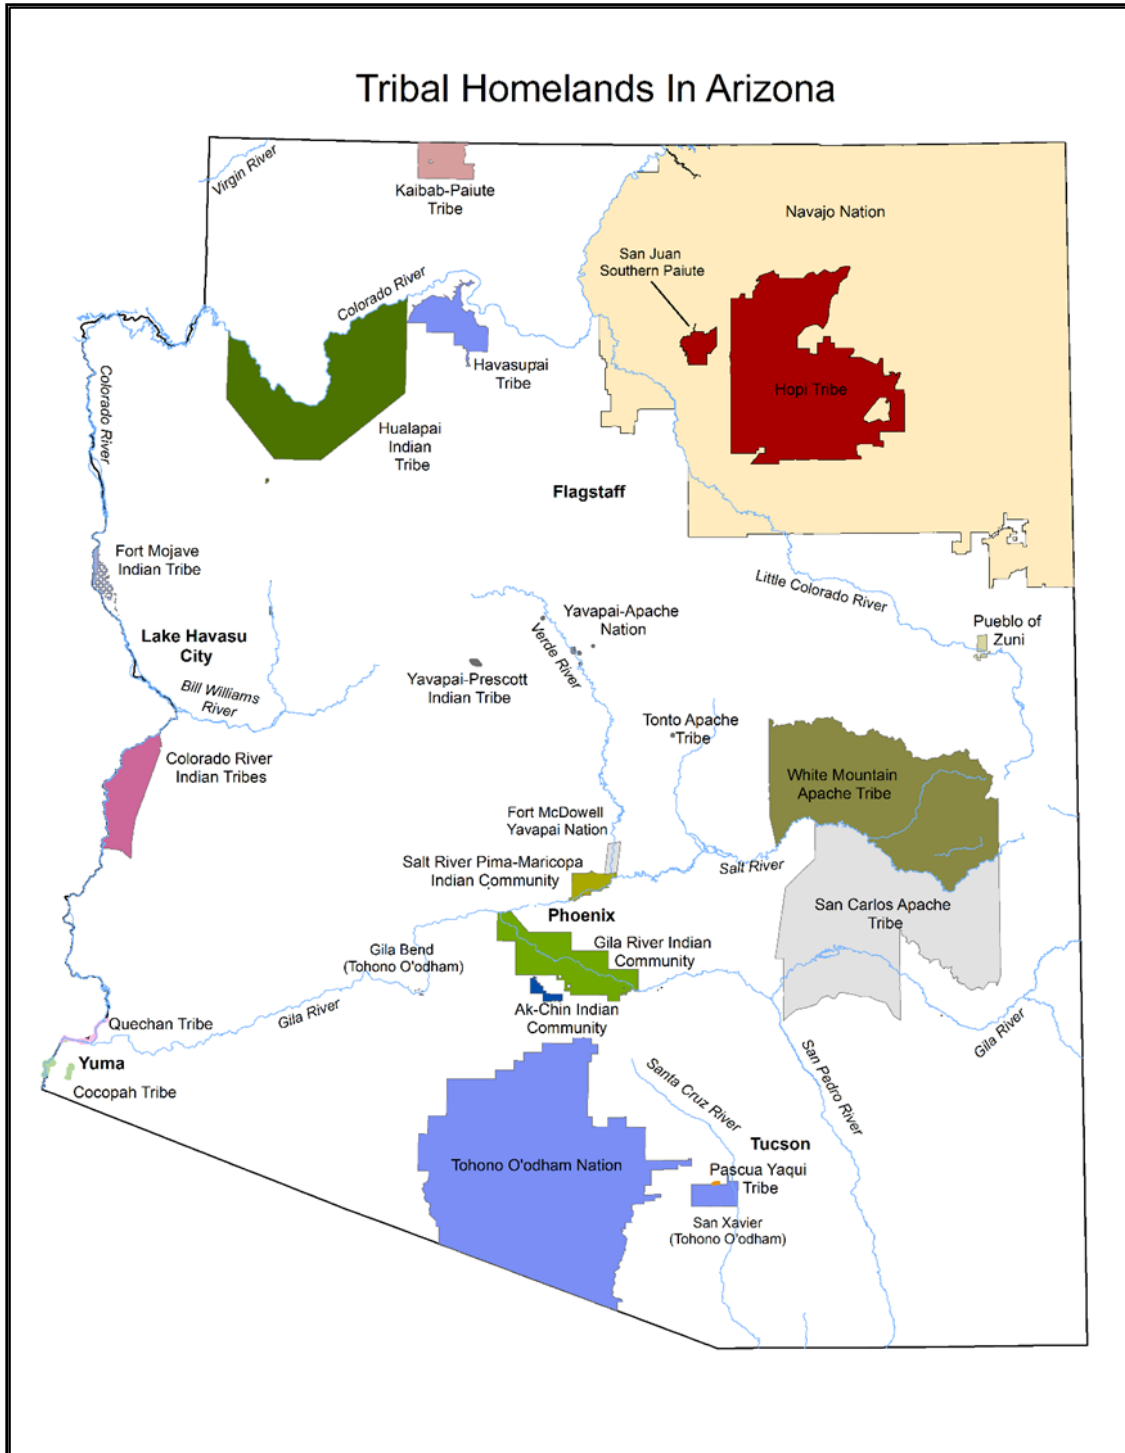 Tribal Homelands In Arizona
Virgin River
Kaibab-Paiute
Tribe
Navajo Nation
San Juan
Southern Paiute
Colorado River
Colorado River
Havasupai
Tribe
Hopi Tribe
Hualapai
Indian
Tribe
Flagstaff
Fort Mojave
Indian Tribe
Little Colorado River
Lake Havasu
City
Yavapai-Apache
Nation
Verde River
Pueblo of
Zuni
Yavapai-Prescott
Indian Tribe
Bill Williams
River
Tonto Apache
Tribe
Colorado River
Indian Tribes
White Mountain
Apache Tribe
Fort McDowell
Yavapai Nation
Salt River Pima-Maricopa
Indian Community
Salt River
San Carlos Apache
Tribe
Phoenix
Gila River Indian
Community
Gila Bend
(Tohono O'odham)
Ak-Chin Indian
Community
Gila River
Gila River
Quechan Tribe
Yuma
Cocopah Tribe
San Pedro River
Santa Cruz River
Tucson
Tohono O'odham Nation
Pascua Yaqui
Tribe
San Xavier
(Tohono O'odham)